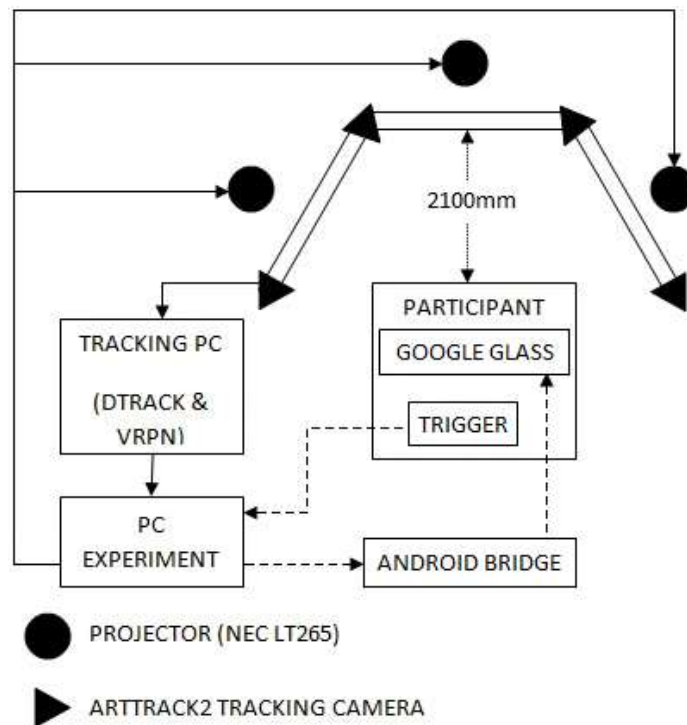 2100mm
PARTICIPANT
GOOGLE GLASS
TRIGGER
TRACKING PC
(DTRACK &
VRPN)
PC
EXPERIMENT
ANDROID BRIDGE
PROJECTOR (NEC LT265)
ARTTRACK2 TRACKING CAMERA